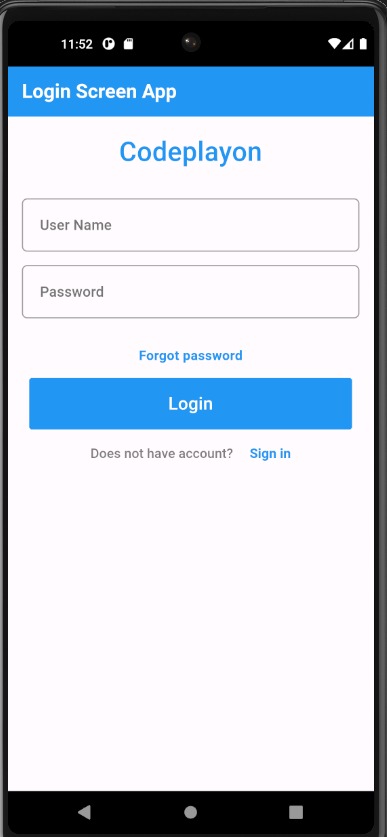 11:52
Login Screen App
Codeplayon
User Name
Password
Forgot password
Login
Does not have account? Sign in